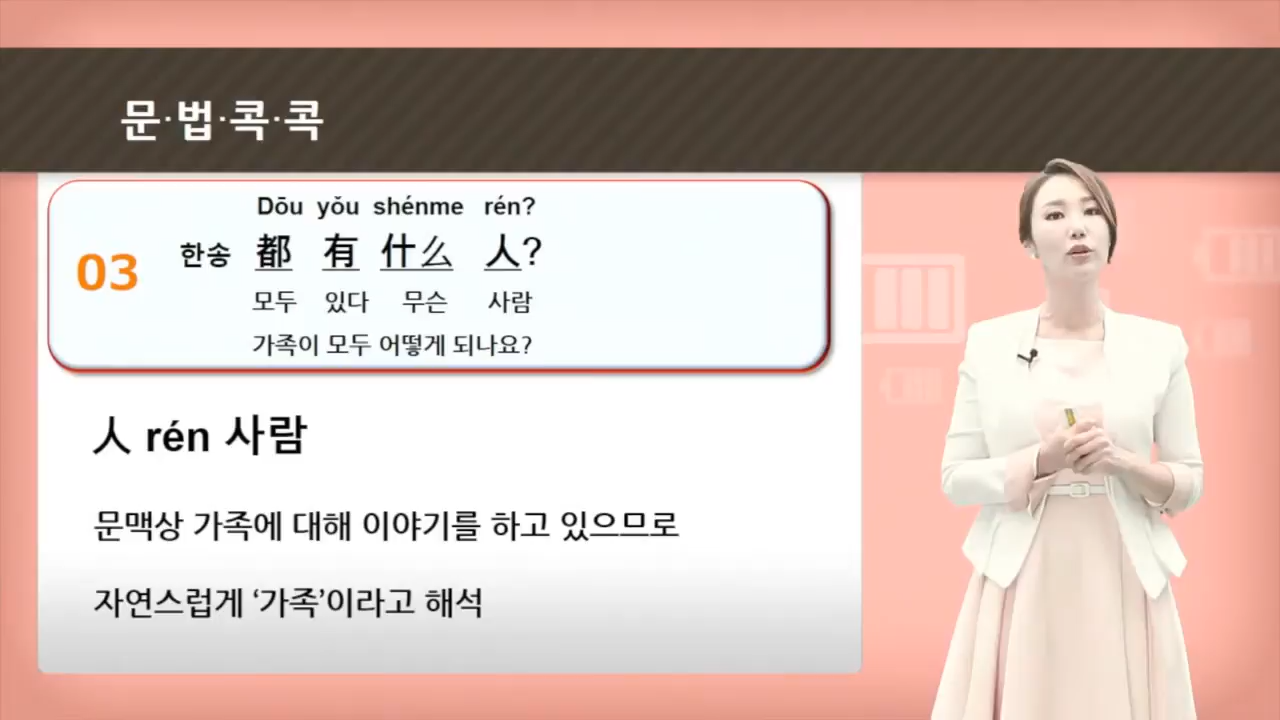 문·법·콕·콕
Dōu yǒu shénme rén?
03 한송 都 有 什么 人?
모두 있다 무슨 사람
가족이 모두 어떻게 되나요?
人 rén 사람
문맥상 가족에 대해 이야기를 하고 있으므로
자연스럽게 ‘가족’이라고 해석